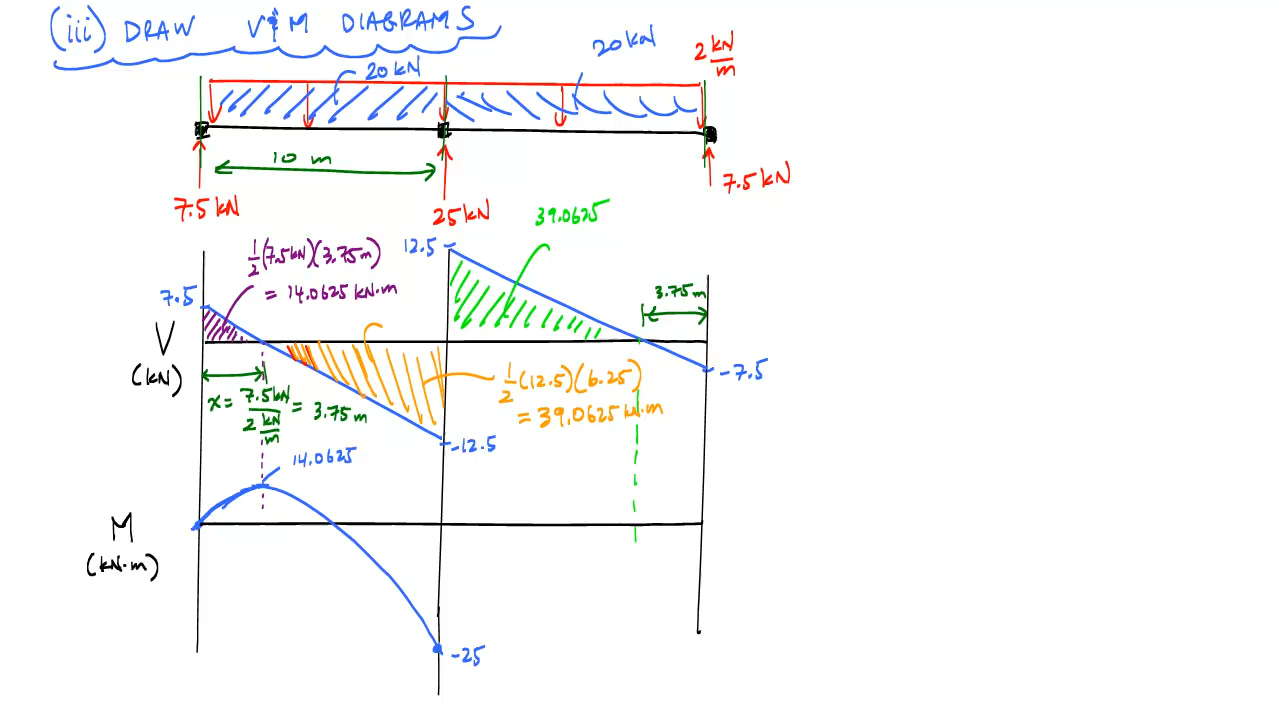 (iii) DRAW V & M DIAGRAMS
20 kN
20 kN
2 kN/m
10 m
7.5 kN
25 kN
7.5 kN
39.0625
1/2 (7.5 kN)(3.75 m)
= 14.0625 kN·m
12.5
3.75 m
7.5
V
(kN)
-7.5
x = 7.5 kN / 2 kN/m = 3.75 m
1/2 (12.5)(6.25)
= 39.0625 kN·m
-12.5
14.0625
M
(kN·m)
-25